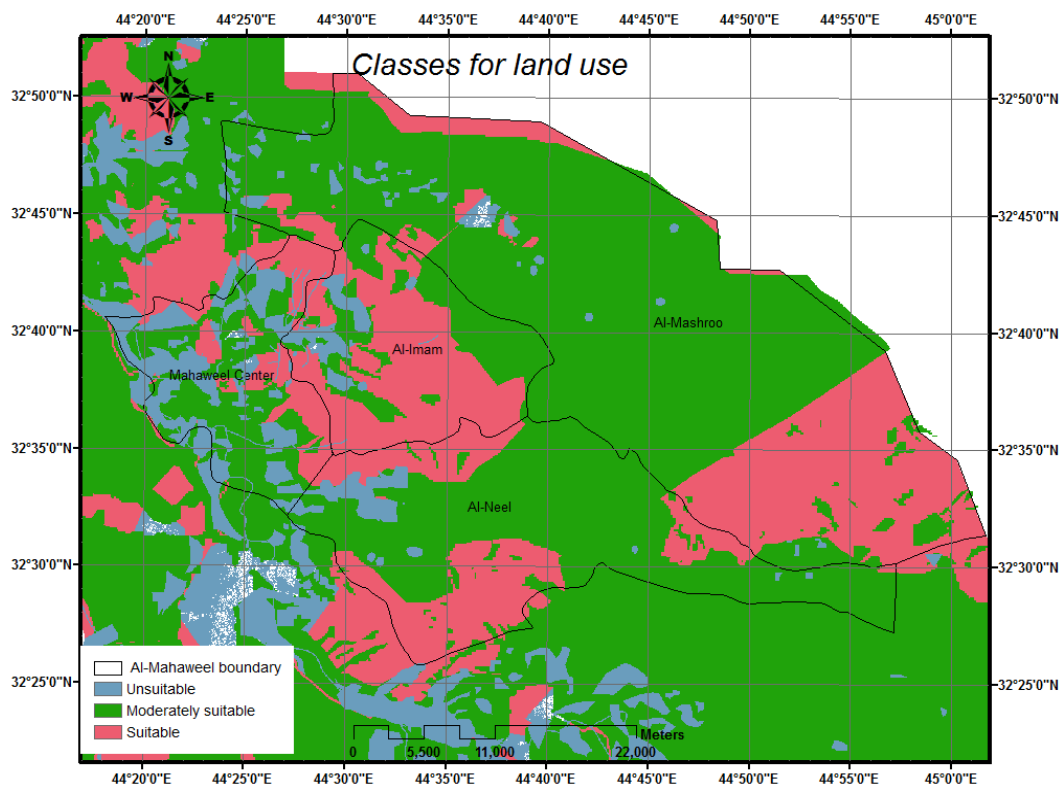 44°20'0"E 44°25'0"E 44°30'0"E 44°35'0"E 44°40'0"E 44°45'0"E 44°50'0"E 44°55'0"E 45°0'0"E
Classes for land use
N
W E
S
32°50'0"N 32°50'0"N
32°45'0"N 32°45'0"N
Al-Mashroo
32°40'0"N 32°40'0"N
Al-Imam
Mahaweel Center
32°35'0"N 32°35'0"N
Al-Neel
32°30'0"N 32°30'0"N
Al-Mahaweel boundary
32°25'0"N 32°25'0"N
Unsuitable
Moderately suitable
Suitable
Meters
0 5,500 11,000 22,000
44°20'0"E 44°25'0"E 44°30'0"E 44°35'0"E 44°40'0"E 44°45'0"E 44°50'0"E 44°55'0"E 45°0'0"E